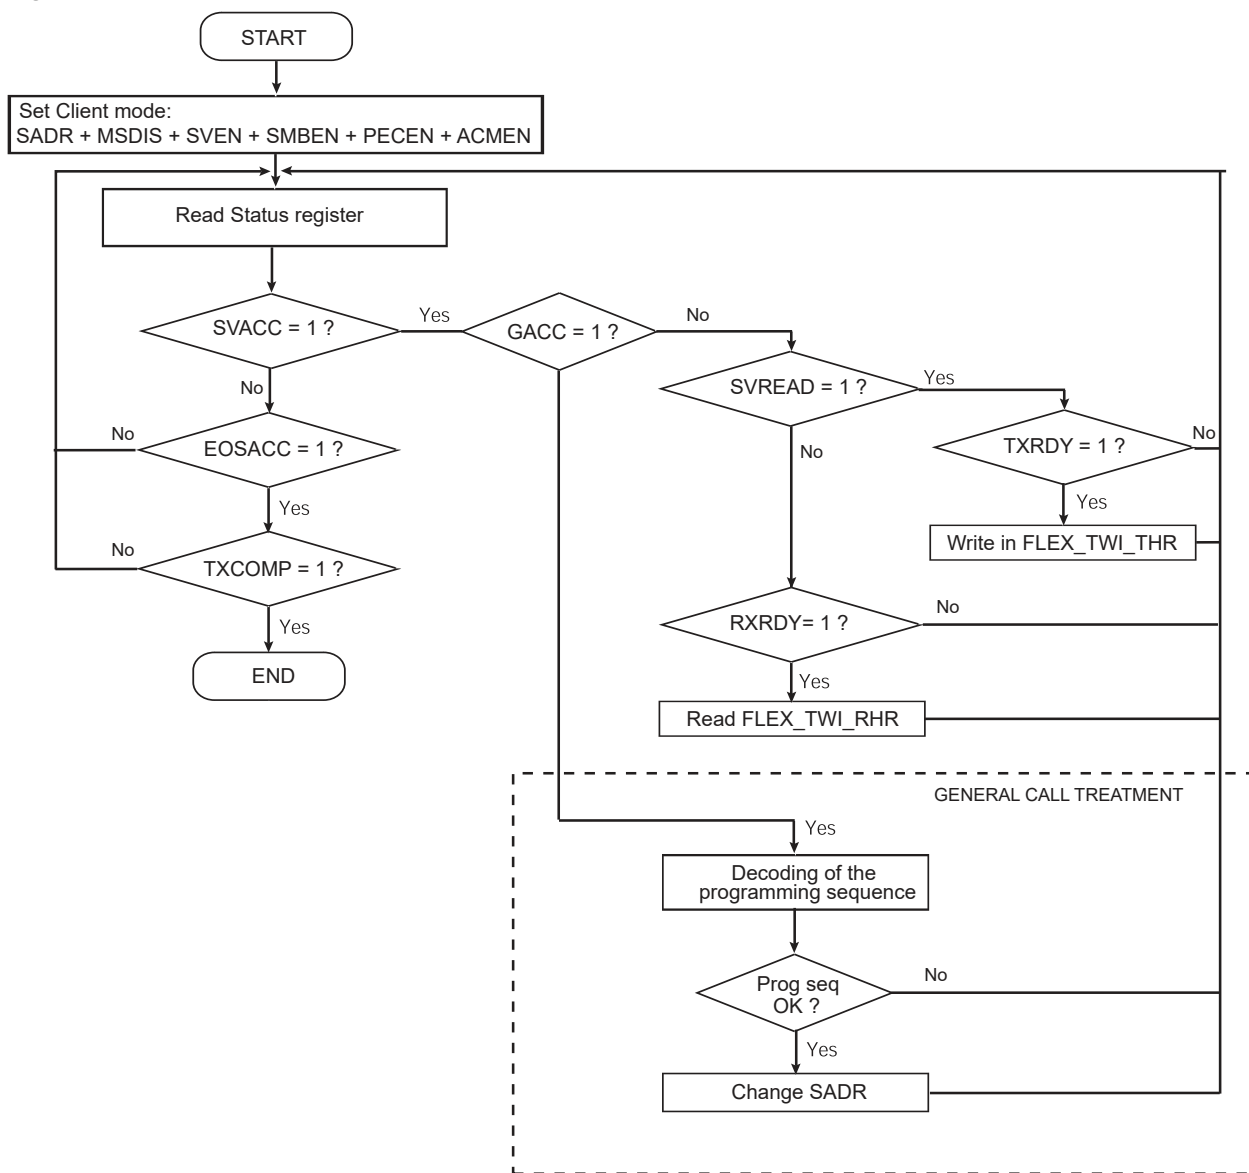 START
Set Client mode:
SADR + MSDIS + SVEN + SMBEN + PECEN + ACMEN
Read Status register
SVACC = 1 ?
Yes
GACC = 1 ?
No
No
SVREAD = 1 ?
Yes
No
EOSACC = 1 ?
No
TXRDY = 1 ?
No
Yes
Yes
Write in FLEX_TWI_THR
No
TXCOMP = 1 ?
Yes
RXRDY= 1 ?
No
END
Yes
Read FLEX_TWI_RHR
GENERAL CALL TREATMENT
Yes
Decoding of the
programming sequence
Prog seq
OK ?
No
Yes
Change SADR